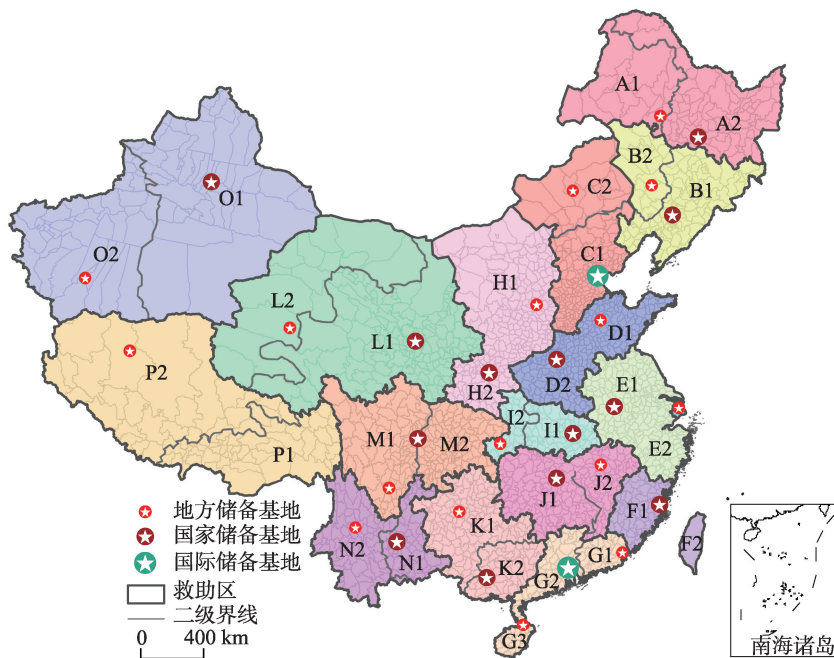 A1
A2
B2
B1
C2
C1
O1
O2
H1
L2
D1
L1
P2
D2
H2
E1
I2
I1
M1
M2
E2
P1
J2
J1
地方储备基地
K1
F1
国家储备基地
N2
N1
F2
国际储备基地
K2
G1
G2
救助区
二级界线
G3
0 400 km
南海诸岛